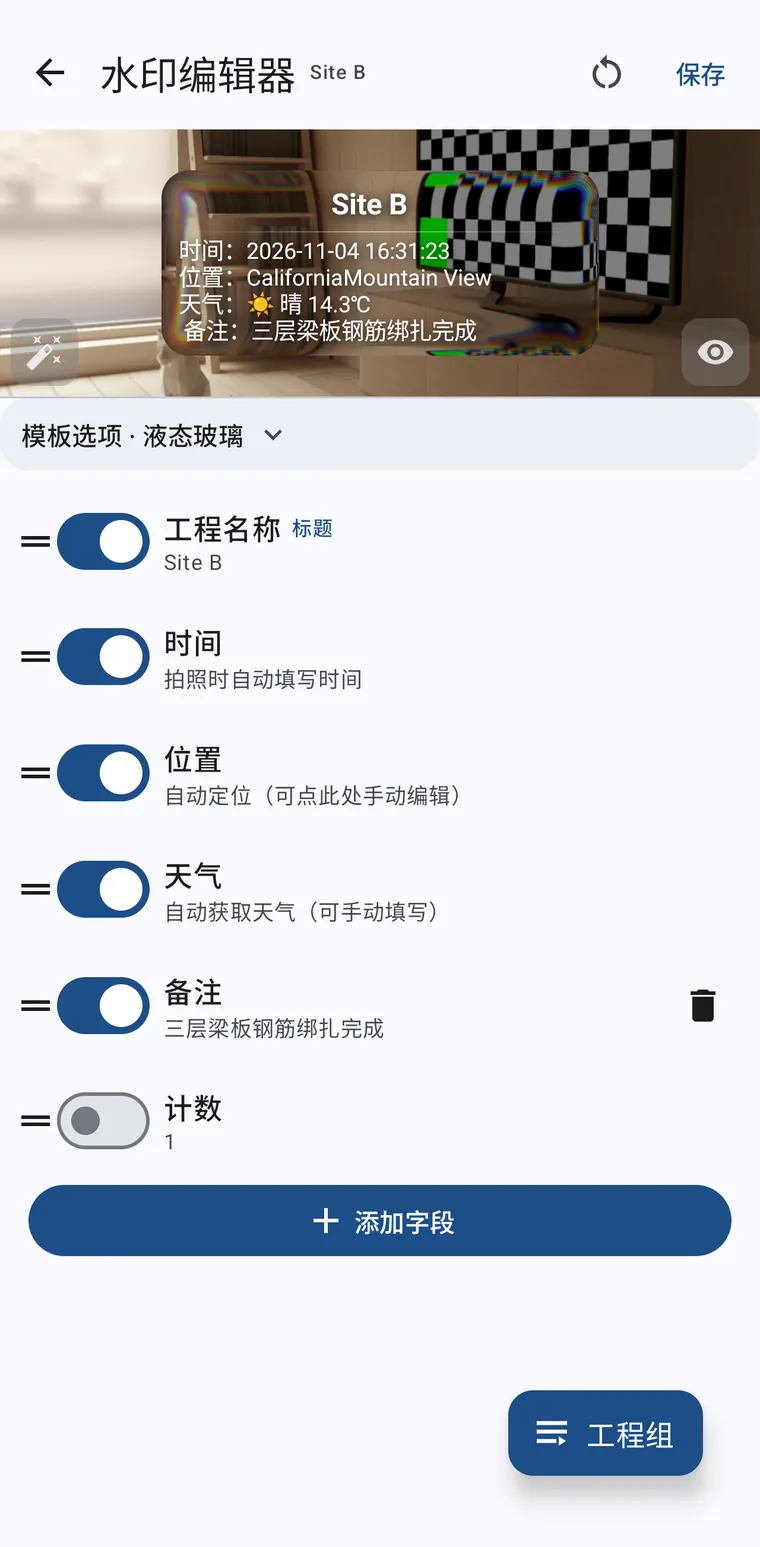 水印编辑器 Site B
保存
Site B
时间：2026-11-04 16:31:23
位置：CaliforniaMountain View
天气：☀️ 晴 14.3℃
备注：三层梁板钢筋绑扎完成
模板选项 · 液态玻璃
工程名称 标题
Site B
时间
拍照时自动填写时间
位置
自动定位（可点此处手动编辑）
天气
自动获取天气（可手动填写）
备注
三层梁板钢筋绑扎完成
计数
1
添加字段
工程组